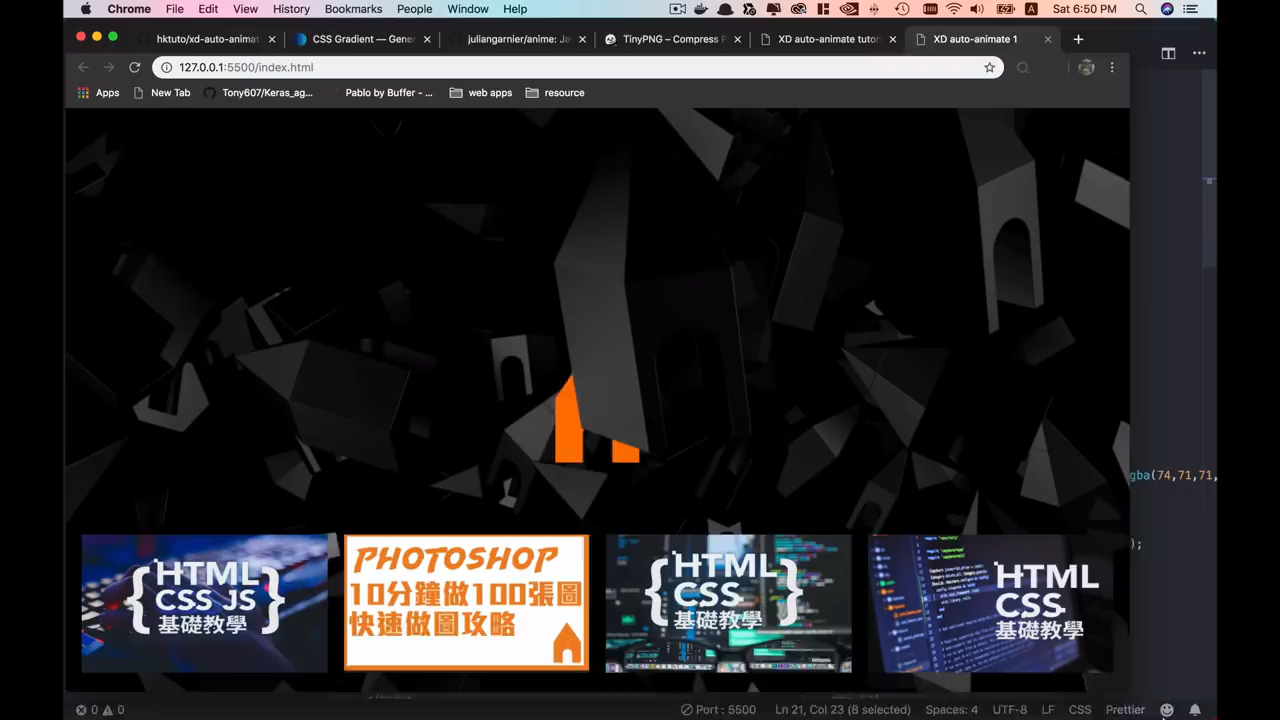 Chrome File Edit View History Bookmarks People Window Help Sat 6:50 PM
hktuto/xd-auto-animat CSS Gradient — Gener juliangarnier/anime: Ja TinyPNG – Compress P XD auto-animate tutor XD auto-animate 1
127.0.0.1:5500/index.html
Apps New Tab Tony607/Keras_ag... Pablo by Buffer - ... web apps resource
gba(74,71,71,
);
HTML
CSS JS
基礎教學
PHOTOSHOP
10分鐘做100張圖
快速做圖攻略
HTML
CSS
基礎教學
HTML
CSS
基礎教學
0 0 Port : 5500 Ln 21, Col 23 (8 selected) Spaces: 4 UTF-8 LF CSS Prettier